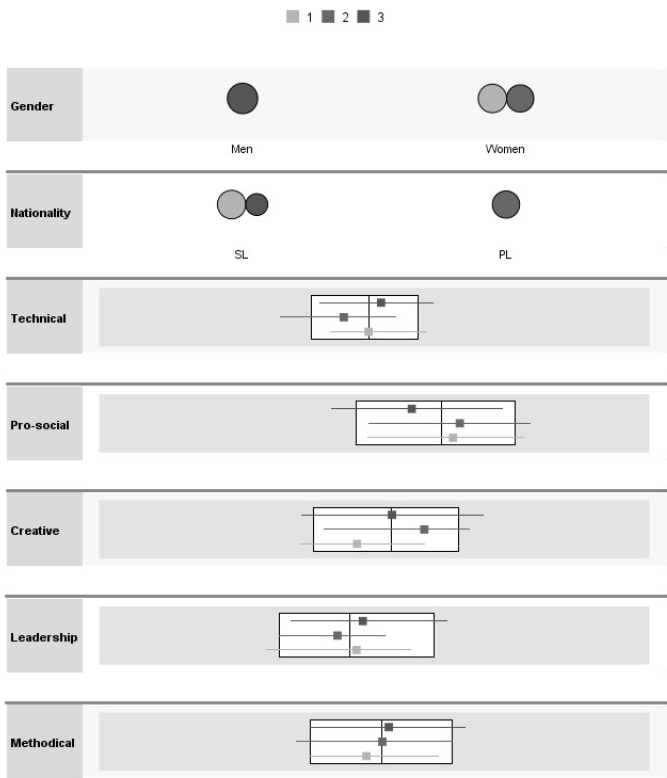 1 2 3
Gender
Men Women
Nationality
SL PL
Technical
Pro-social
Creative
Leadership
Methodical